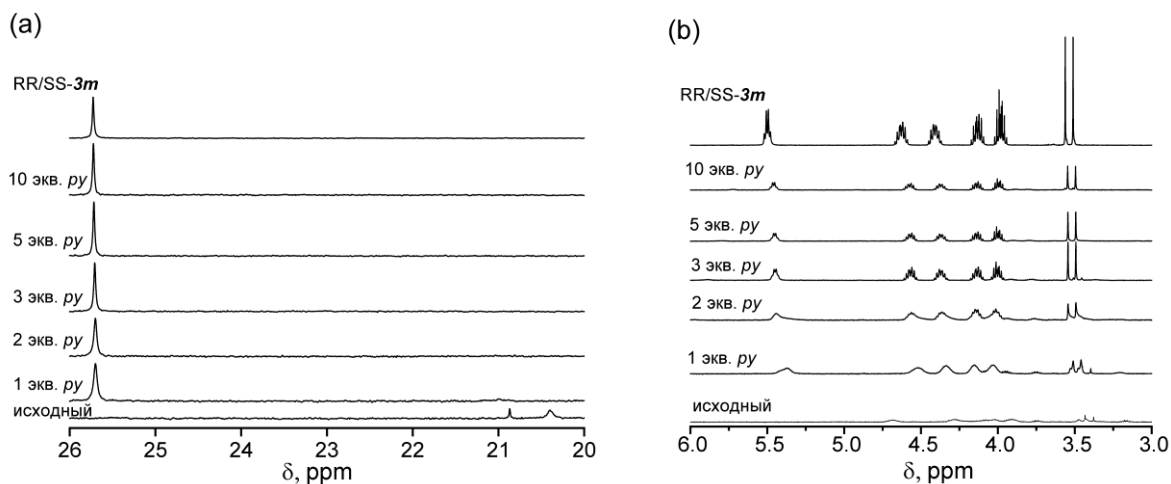 (a)
RR/SS-3m
10 экв. py
5 экв. py
3 экв. py
2 экв. py
1 экв. py
исходный
26 25 24 23 22 21 20
δ, ppm
(b)
RR/SS-3m
10 экв. py
5 экв. py
3 экв. py
2 экв. py
1 экв. py
исходный
6.0 5.5 5.0 4.5 4.0 3.5 3.0
δ, ppm